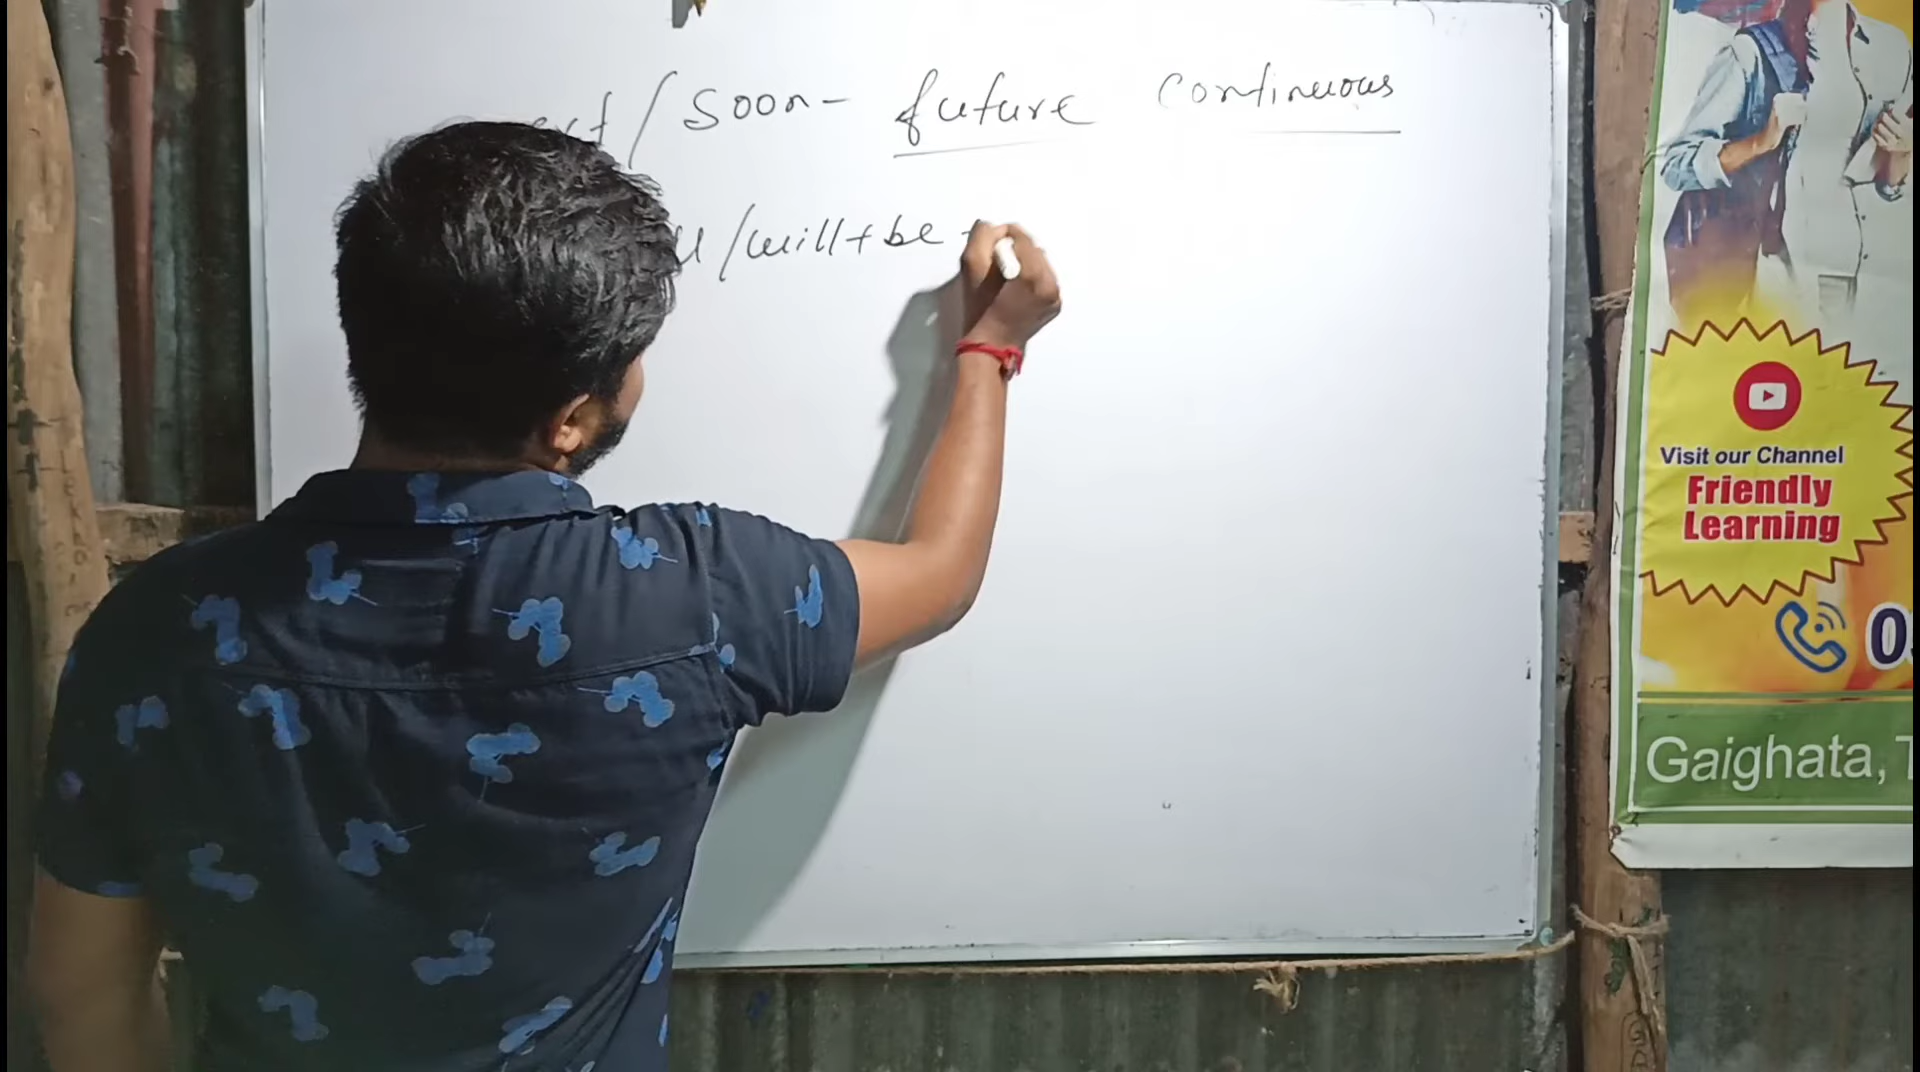 / Soon - future continuous
/will + be +
Visit our Channel
Friendly
Learning
Gaighata,